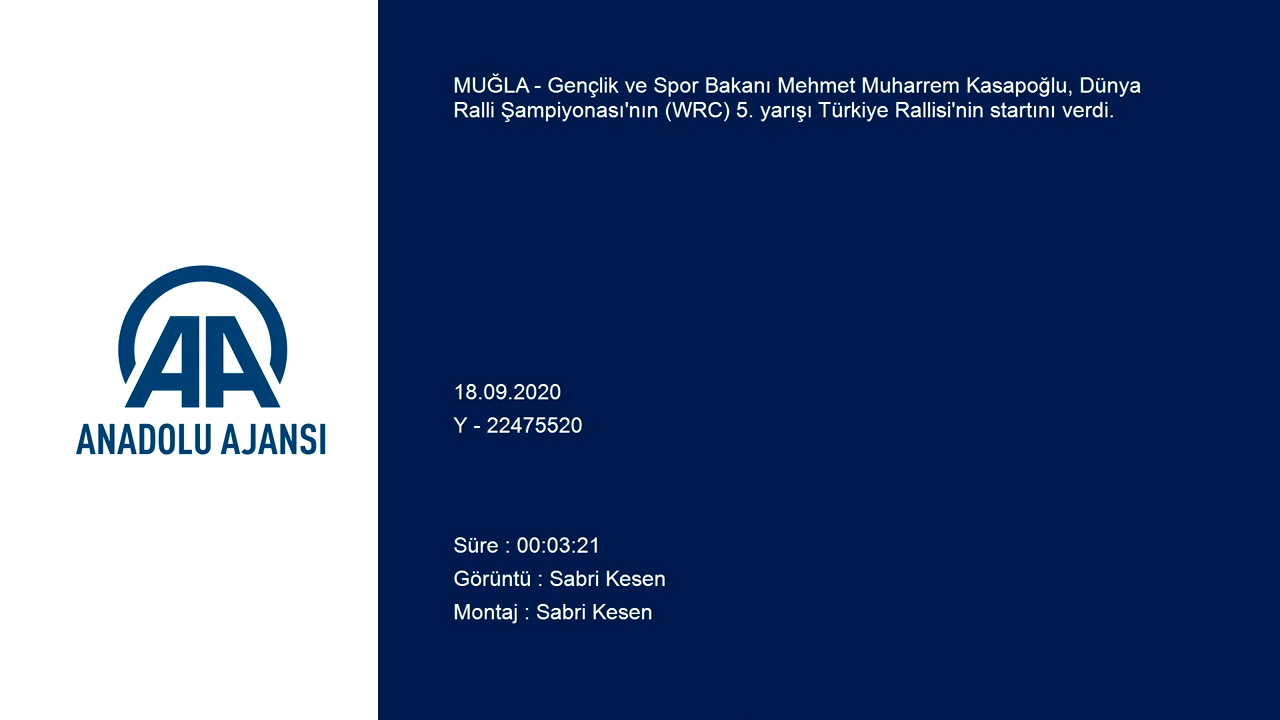 MUĞLA - Gençlik ve Spor Bakanı Mehmet Muharrem Kasapoğlu, Dünya
Ralli Şampiyonası'nın (WRC) 5. yarışı Türkiye Rallisi'nin startını verdi.
AA
ANADOLU AJANSI
18.09.2020
Y - 22475520
Süre : 00:03:21
Görüntü : Sabri Kesen
Montaj : Sabri Kesen